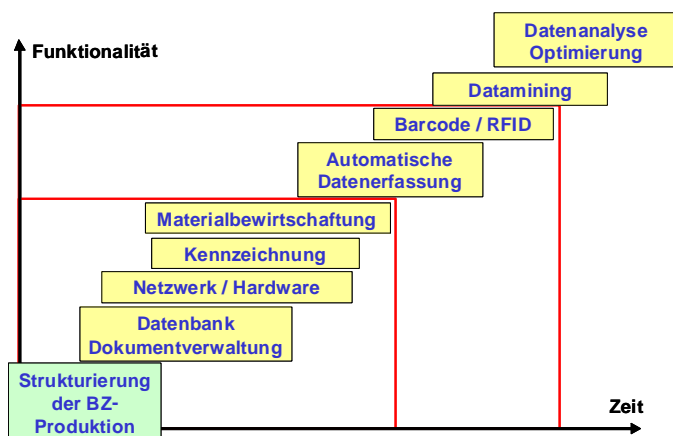 Datenanalyse
Optimierung
Funktionalität
Datamining
Barcode / RFID
Automatische
Datenerfassung
Materialbewirtschaftung
Kennzeichnung
Netzwerk / Hardware
Datenbank
Dokumentverwaltung
Strukturierung
der BZ-
Produktion
Zeit